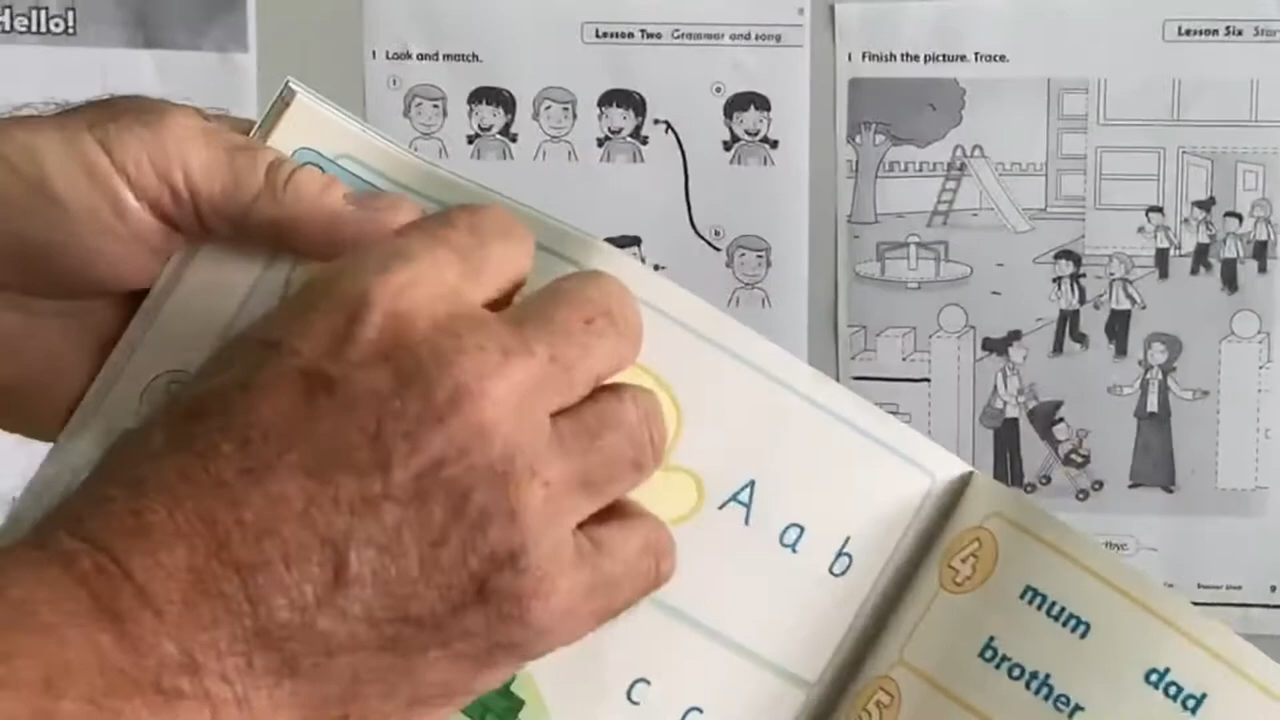 Hello!
Lesson Two Grammar and song
1 Look and match.
1
a
b
Lesson Six
1 Finish the picture. Trace.
A a b
c
4 mum dad
brother
5